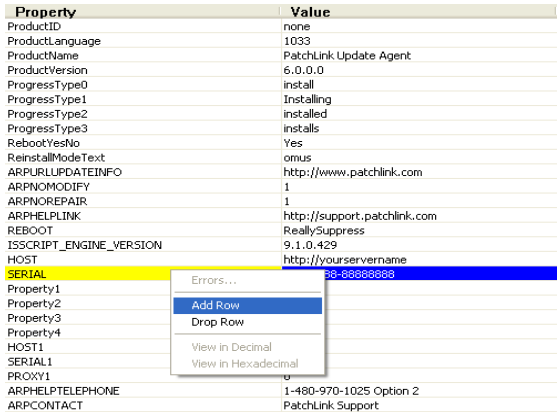 Property Value
ProductID none
ProductLanguage 1033
ProductName PatchLink Update Agent
ProductVersion 6.0.0.0
ProgressType0 install
ProgressType1 Installing
ProgressType2 installed
ProgressType3 installs
RebootYesNo Yes
ReinstallModeText omus
ARPURLUPDATEINFO http://www.patchlink.com
ARPNOMODIFY 1
ARPNOREPAIR 1
ARPHELPLINK http://support.patchlink.com
REBOOT ReallySuppress
ISSCRIPT_ENGINE_VERSION 9.1.0.429
HOST http://yourservername
SERIAL 88-88888888
Errors...
Property1
Property2 Add Row
Property3 Drop Row
Property4
HOST1 View in Decimal
SERIAL1 View in Hexadecimal
PROXY1
ARPHELPTELEPHONE 1-480-970-1025 Option 2
ARPCONTACT PatchLink Support